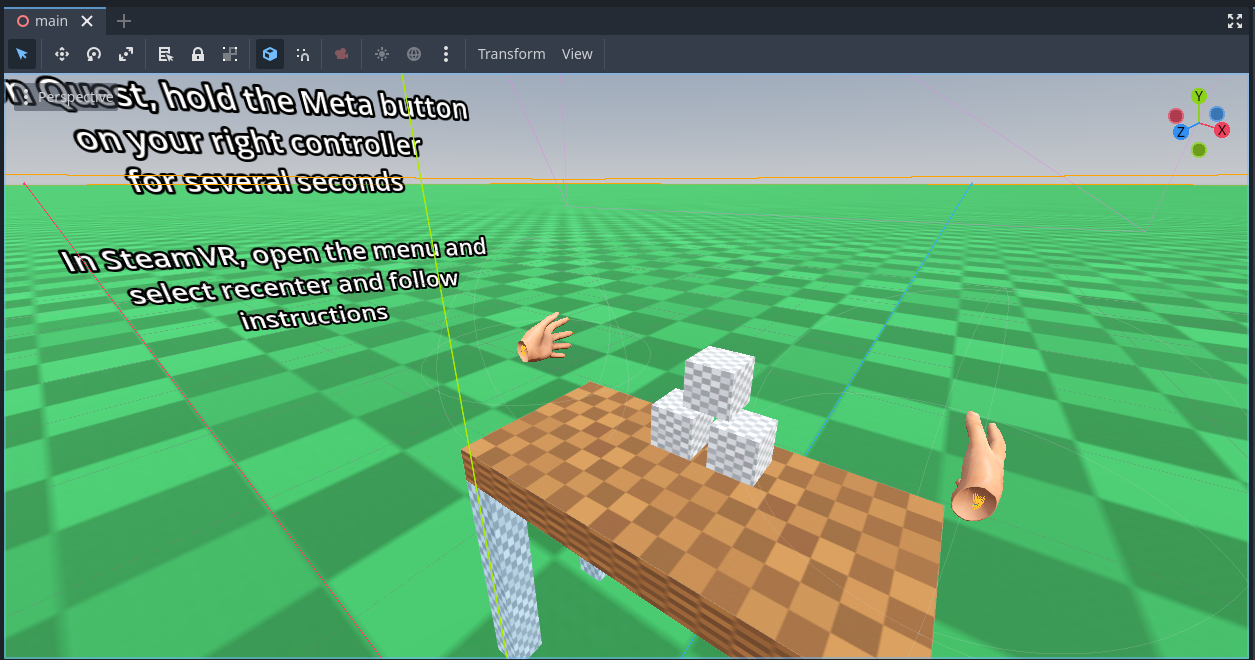 main
Transform View
Perspective
Quest, hold the Meta button
on your right controller
for several seconds
In SteamVR, open the menu and
select recenter and follow
instructions
Y
Z
X